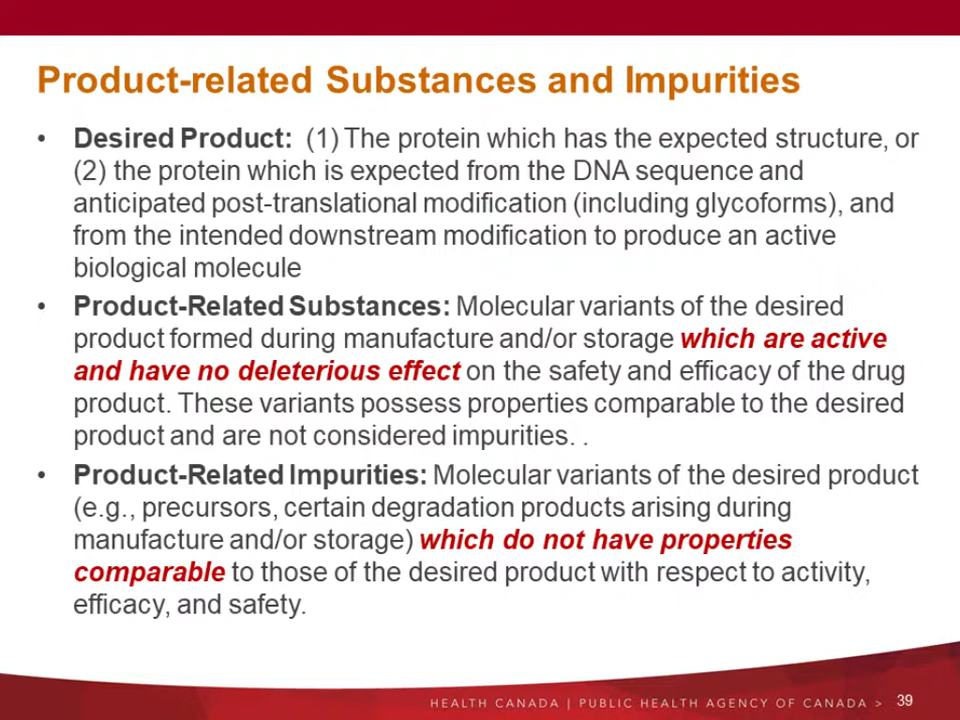 Product-related Substances and Impurities
• Desired Product: (1) The protein which has the expected structure, or
(2) the protein which is expected from the DNA sequence and
anticipated post-translational modification (including glycoforms), and
from the intended downstream modification to produce an active
biological molecule
• Product-Related Substances: Molecular variants of the desired
product formed during manufacture and/or storage which are active
and have no deleterious effect on the safety and efficacy of the drug
product. These variants possess properties comparable to the desired
product and are not considered impurities. .
• Product-Related Impurities: Molecular variants of the desired product
(e.g., precursors, certain degradation products arising during
manufacture and/or storage) which do not have properties
comparable to those of the desired product with respect to activity,
efficacy, and safety.
HEALTH CANADA | PUBLIC HEALTH AGENCY OF CANADA > 39